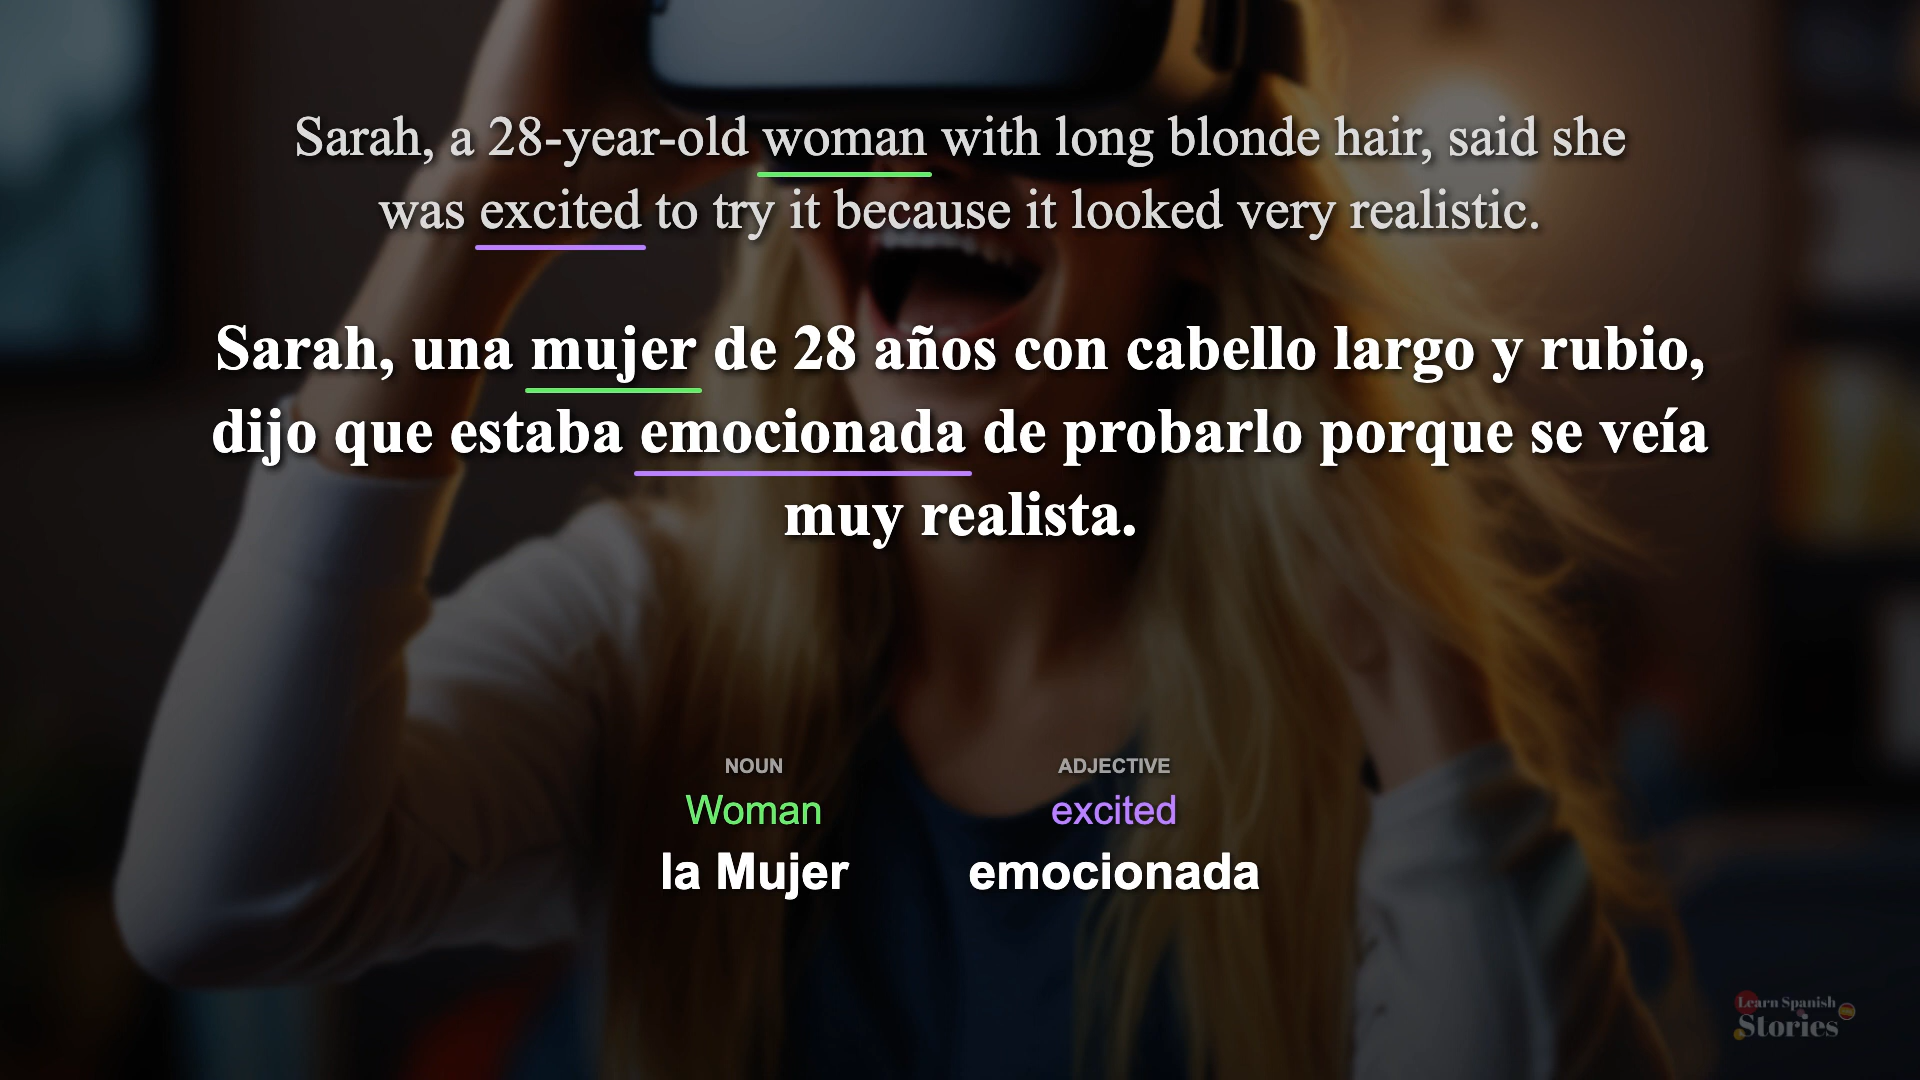 Sarah, a 28-year-old woman with long blonde hair, said she
was excited to try it because it looked very realistic.
Sarah, una mujer de 28 años con cabello largo y rubio,
dijo que estaba emocionada de probarlo porque se veía
muy realista.
NOUN
Woman
la Mujer
ADJECTIVE
excited
emocionada
Learn Spanish
Stories